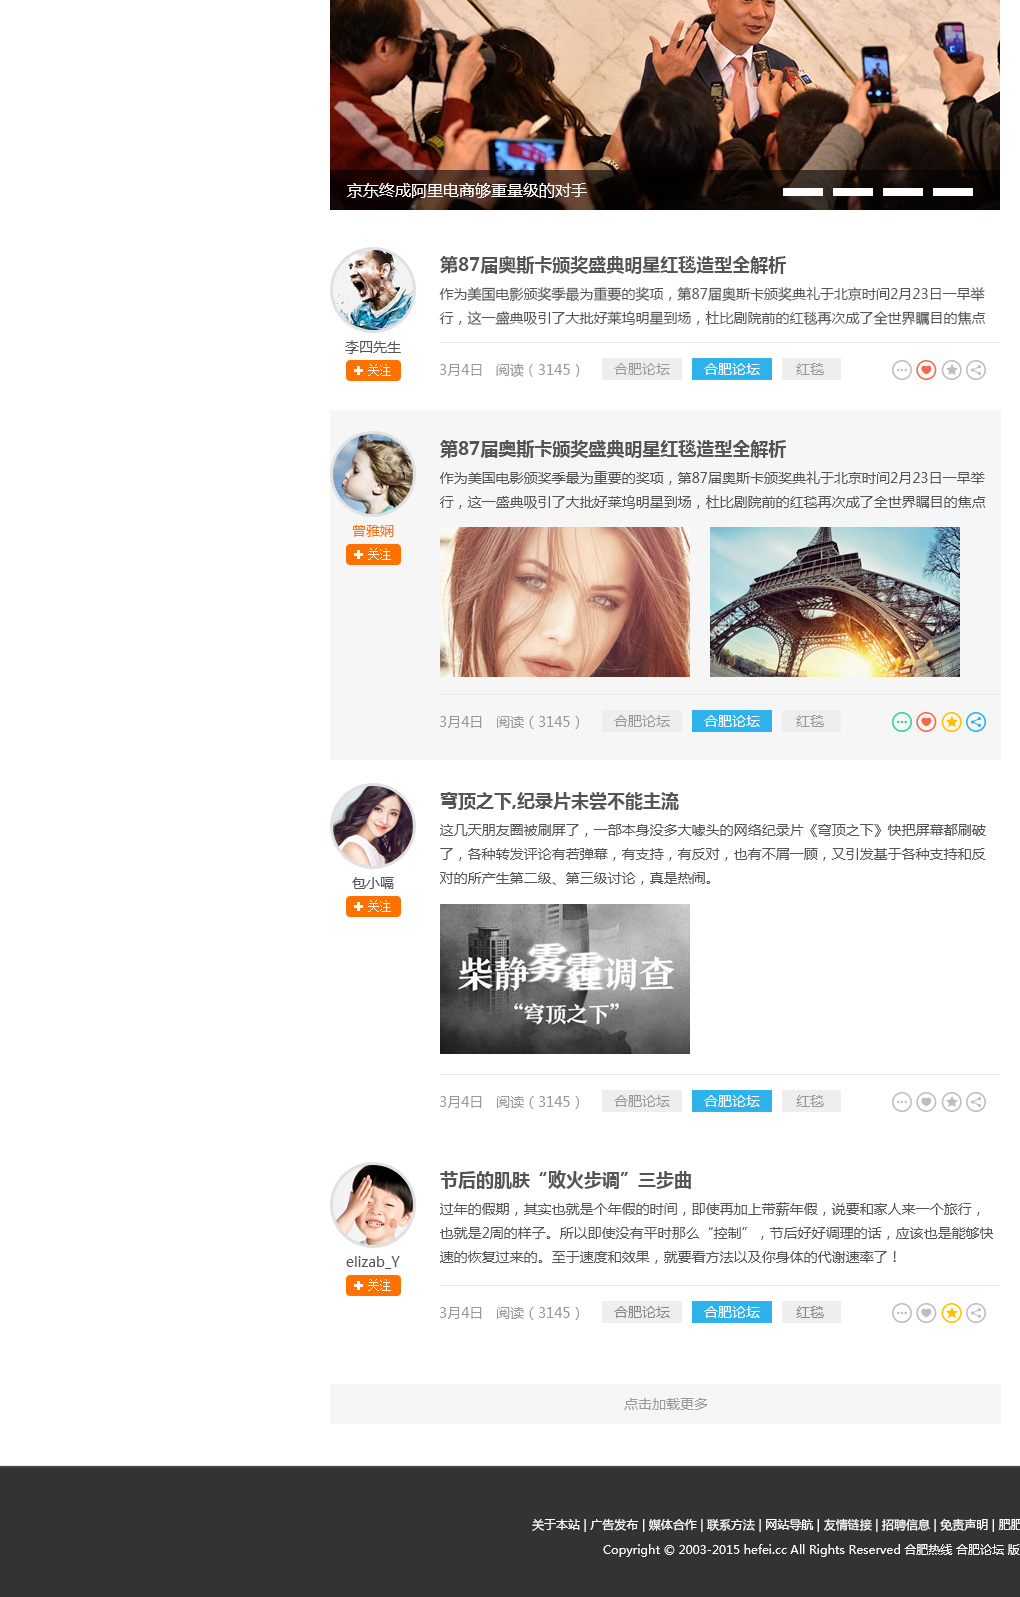 京东终成阿里电商够重量级的对手
第87届奥斯卡颁奖盛典明星红毯造型全解析
作为美国电影颁奖季最为重要的奖项，第87届奥斯卡颁奖典礼于北京时间2月23日一早举
行，这一盛典吸引了大批好莱坞明星到场，杜比剧院前的红毯再次成了全世界瞩目的焦点
李四先生
关注
3月4日 阅读（3145） 合肥论坛 合肥论坛 红毯
第87届奥斯卡颁奖盛典明星红毯造型全解析
作为美国电影颁奖季最为重要的奖项，第87届奥斯卡颁奖典礼于北京时间2月23日一早举
行，这一盛典吸引了大批好莱坞明星到场，杜比剧院前的红毯再次成了全世界瞩目的焦点
曾雅娴
关注
3月4日 阅读（3145） 合肥论坛 合肥论坛 红毯
穹顶之下,纪录片未尝不能主流
这几天朋友圈被刷屏了，一部本身没多大噱头的网络纪录片《穹顶之下》快把屏幕都刷破
了，各种转发评论有若弹幕，有支持，有反对，也有不屑一顾，又引发基于各种支持和反
对的所产生第二级、第三级讨论，真是热闹。
包小嗝
关注
柴静雾霾调查
“穹顶之下”
3月4日 阅读（3145） 合肥论坛 合肥论坛 红毯
节后的肌肤“败火步调”三步曲
过年的假期，其实也就是个年假的时间，即使再加上带薪年假，说要和家人来一个旅行，
也就是2周的样子。所以即使没有平时那么“控制”，节后好好调理的话，应该也是能够快
速的恢复过来的。至于速度和效果，就要看方法以及你身体的代谢速率了！
elizab_Y
关注
3月4日 阅读（3145） 合肥论坛 合肥论坛 红毯
点击加载更多
关于本站 | 广告发布 | 媒体合作 | 联系方法 | 网站导航 | 友情链接 | 招聘信息 | 免责声明 | 肥肥
Copyright © 2003-2015 hefei.cc All Rights Reserved 合肥热线 合肥论坛 版